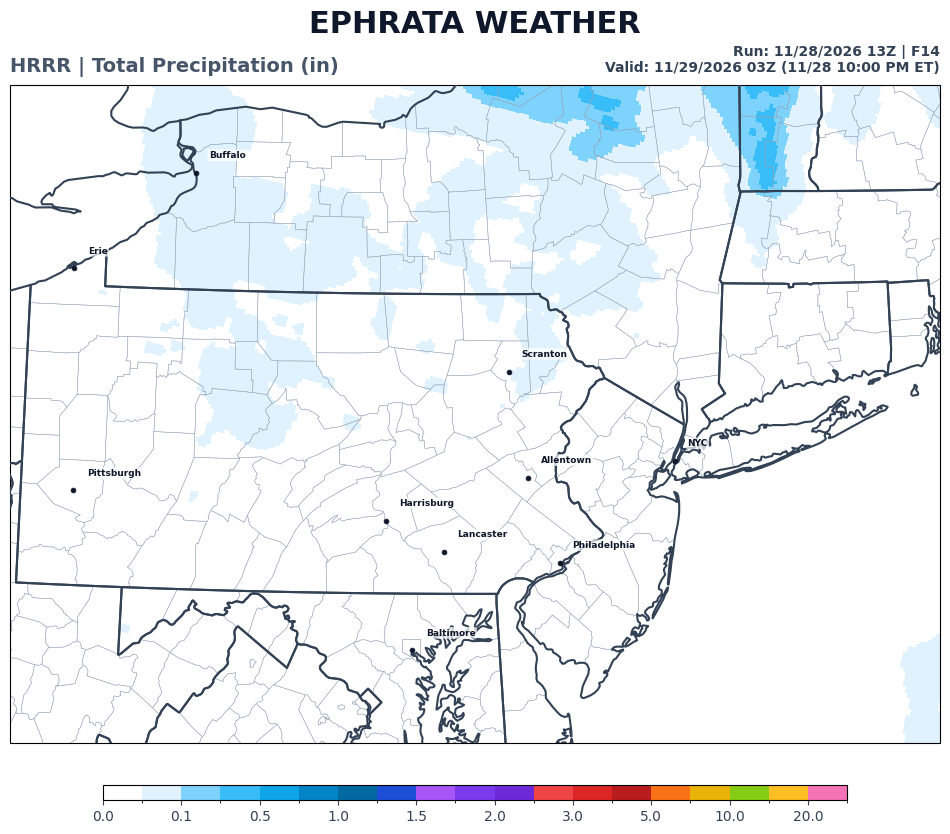 EPHRATA WEATHER
HRRR | Total Precipitation (in)
Run: 11/28/2026 13Z | F14
Valid: 11/29/2026 03Z (11/28 10:00 PM ET)
Buffalo
Erie
Scranton
NYC
Allentown
Pittsburgh
Harrisburg
Lancaster
Philadelphia
Baltimore
0.0 0.1 0.5 1.0 1.5 2.0 3.0 5.0 10.0 20.0